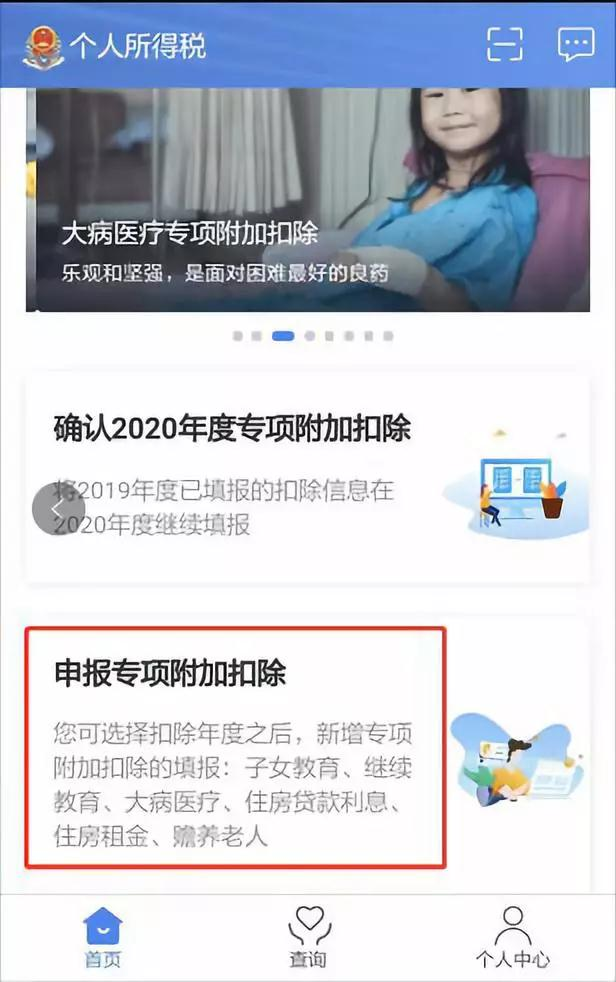 个人所得税
大病医疗专项附加扣除
乐观和坚强，是面对困难最好的良药
确认2020年度专项附加扣除
将2019年度已填报的扣除信息在
2020年度继续填报
申报专项附加扣除
您可选择扣除年度之后，新增专项
附加扣除的填报：子女教育、继续
教育、大病医疗、住房贷款利息、
住房租金、赡养老人
首页
查询
个人中心